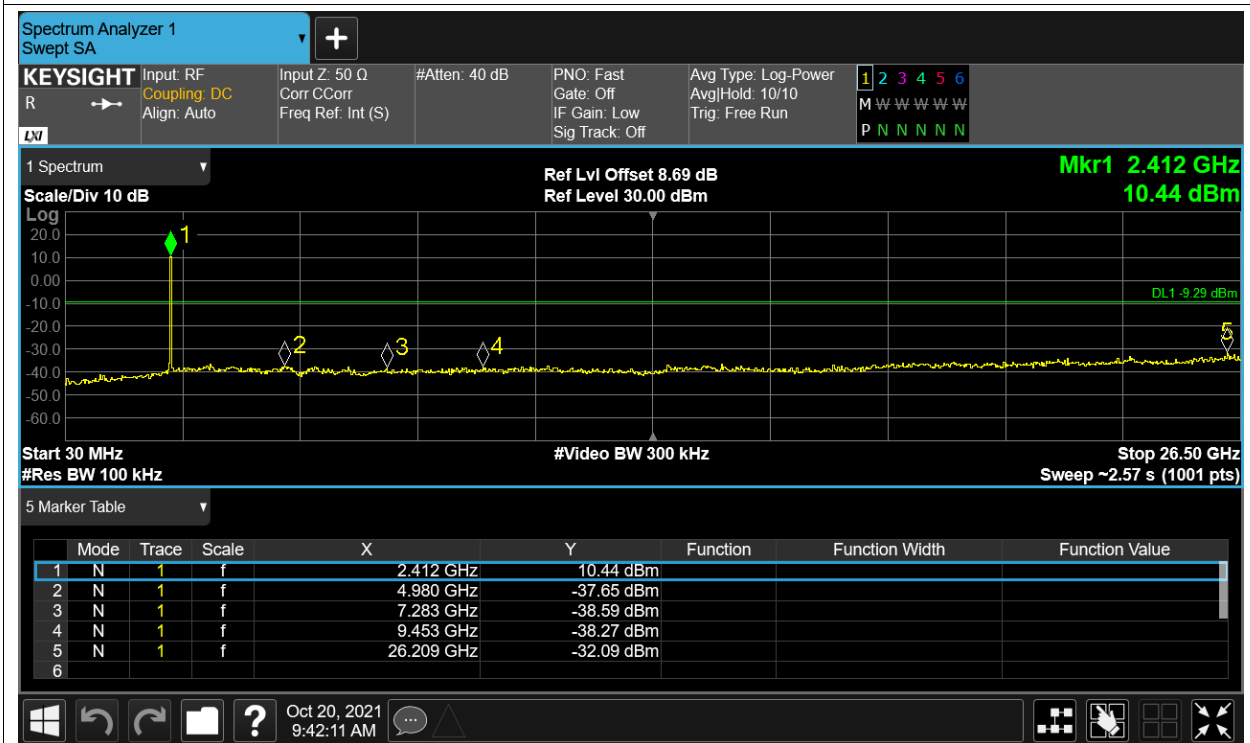 Spectrum Analyzer 1
Swept SA
KEYSIGHT
R
LXI
Input: RF
Coupling: DC
Align: Auto
Input Z: 50 Ω
Corr CCorr
Freq Ref: Int (S)
#Atten: 40 dB
PNO: Fast
Gate: Off
IF Gain: Low
Sig Track: Off
Avg Type: Log-Power
Avg|Hold: 10/10
Trig: Free Run
1 2 3 4 5 6
M W W W W W
P N N N N N
1 Spectrum
Scale/Div 10 dB
Ref Lvl Offset 8.69 dB
Ref Level 30.00 dBm
Mkr1 2.412 GHz
10.44 dBm
Log
20.0
10.0
0.00
-10.0
-20.0
-30.0
-40.0
-50.0
-60.0
1
DL1 -9.29 dBm
2
3
4
5
Start 30 MHz
#Res BW 100 kHz
#Video BW 300 kHz
Stop 26.50 GHz
Sweep ~2.57 s (1001 pts)
5 Marker Table
Mode Trace Scale X Y Function Function Width Function Value
1 N 1 f 2.412 GHz 10.44 dBm
2 N 1 f 4.980 GHz -37.65 dBm
3 N 1 f 7.283 GHz -38.59 dBm
4 N 1 f 9.453 GHz -38.27 dBm
5 N 1 f 26.209 GHz -32.09 dBm
6
?
Oct 20, 2021
9:42:11 AM